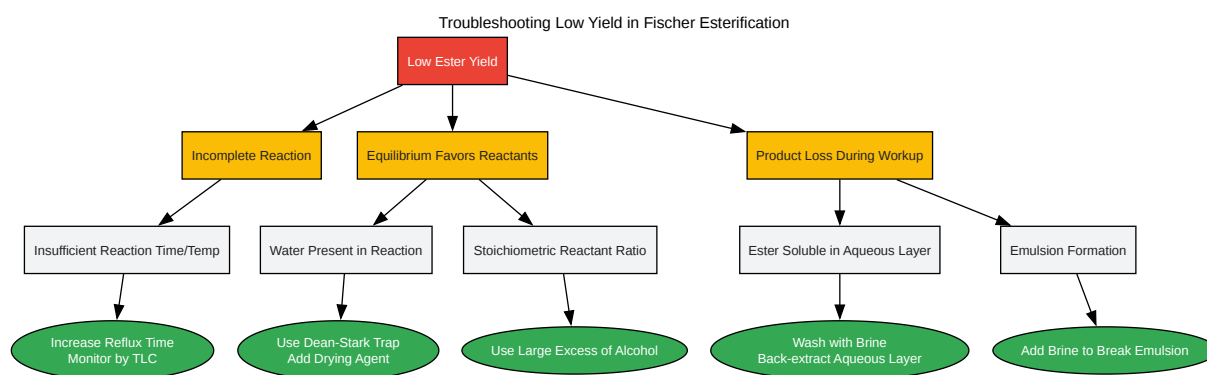 Troubleshooting Low Yield in Fischer Esterification
Low Ester Yield
Incomplete Reaction
Equilibrium Favors Reactants
Product Loss During Workup
Insufficient Reaction Time/Temp
Water Present in Reaction
Stoichiometric Reactant Ratio
Ester Soluble in Aqueous Layer
Emulsion Formation
Increase Reflux Time
Monitor by TLC
Use Dean-Stark Trap
Add Drying Agent
Use Large Excess of Alcohol
Wash with Brine
Back-extract Aqueous Layer
Add Brine to Break Emulsion